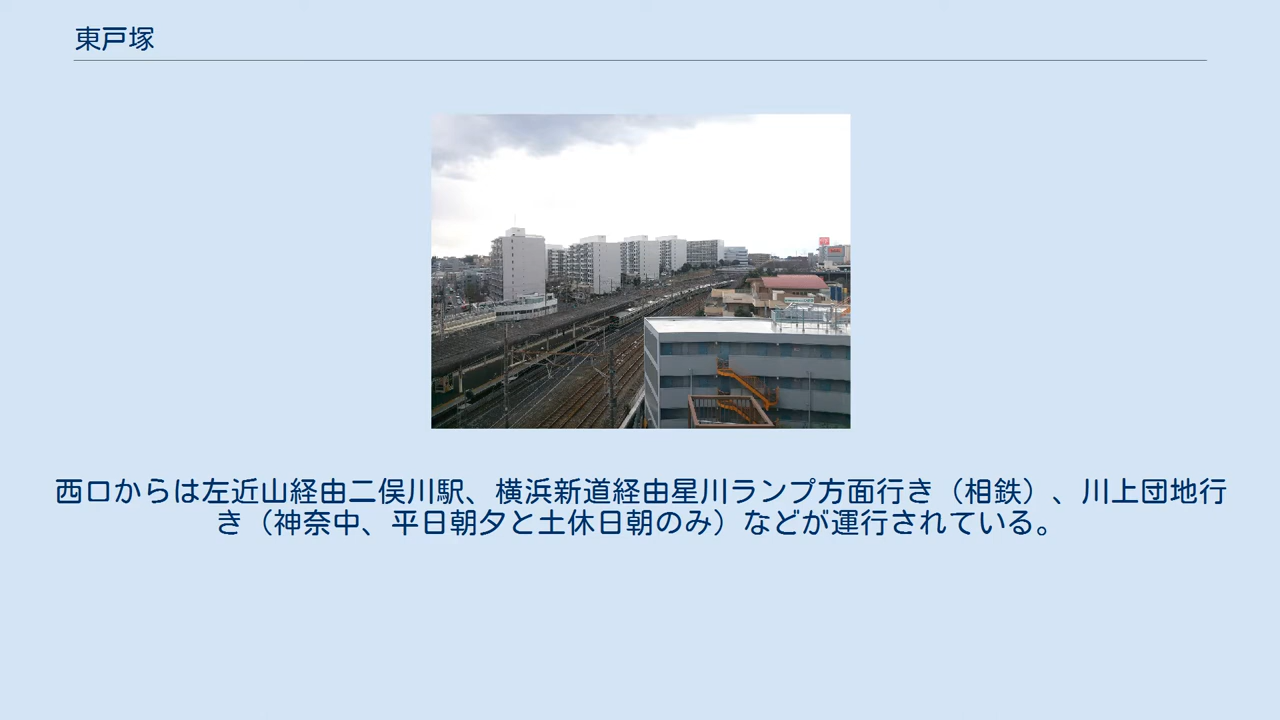 東戸塚
西口からは左近山経由二俣川駅、横浜新道経由星川ランプ方面行き（相鉄）、川上団地行
き（神奈中、平日朝夕と土休日朝のみ）などが運行されている。